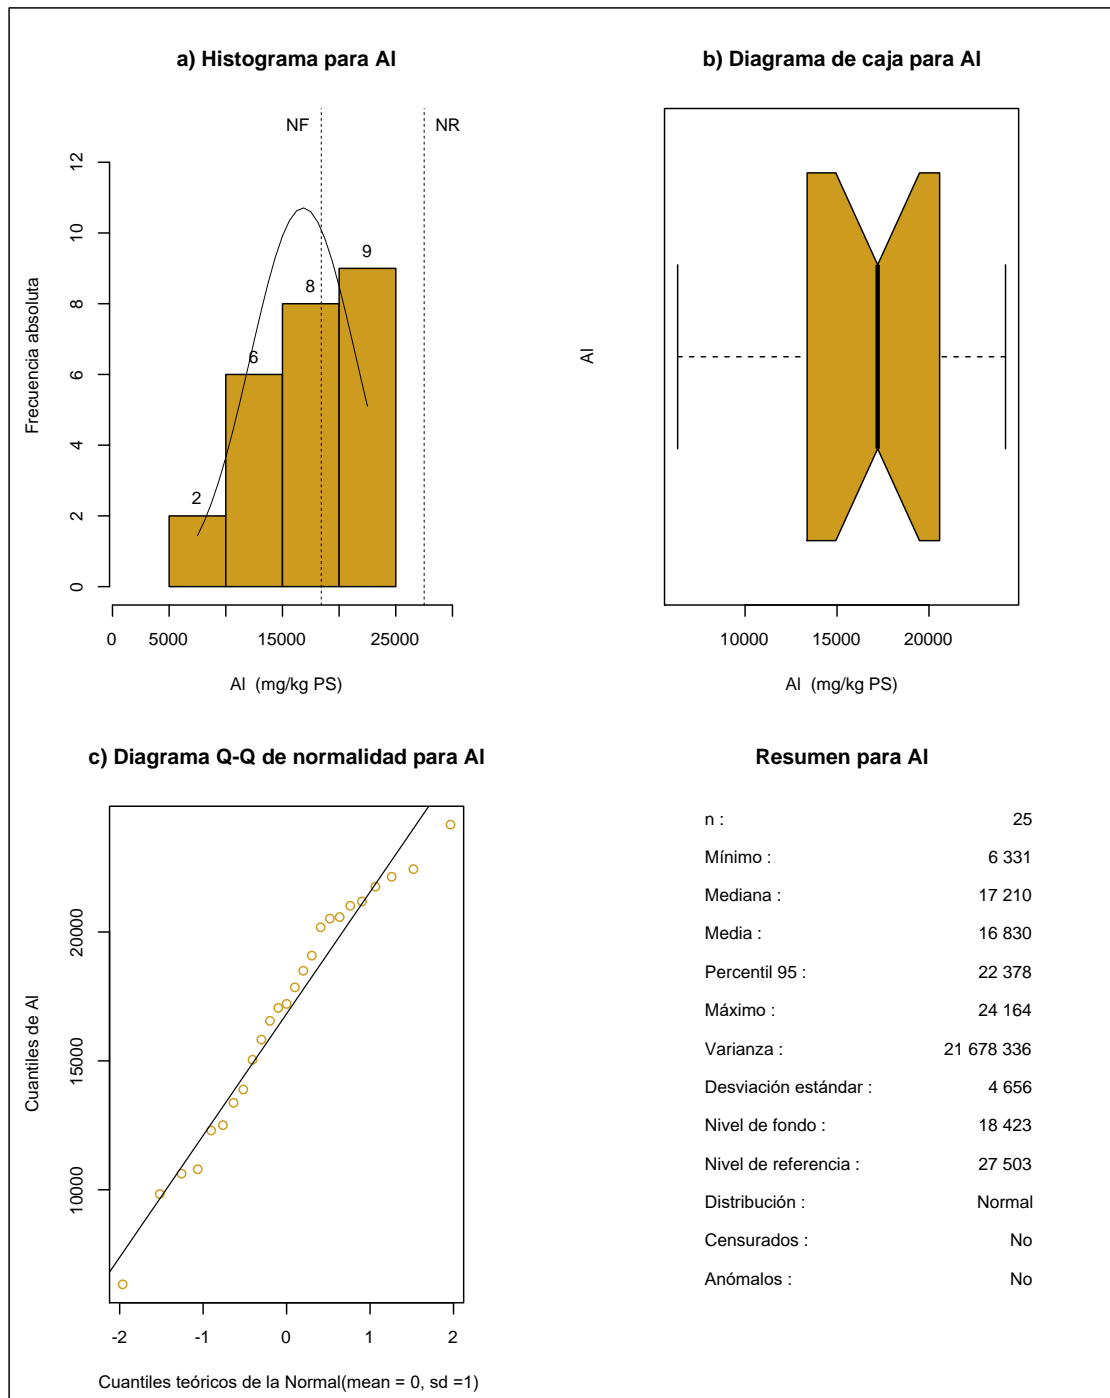 a) Histograma para Al
NF
NR
Frecuencia absoluta
12
10
8
6
4
2
0
2
6
8
9
0
5000
15000
25000
Al (mg/kg PS)
b) Diagrama de caja para Al
Al
10000
15000
20000
Al (mg/kg PS)
c) Diagrama Q-Q de normalidad para Al
Cuantiles de Al
20000
15000
10000
-2
-1
0
1
2
Cuantiles teóricos de la Normal(mean = 0, sd =1)
Resumen para Al
n : 25
Mínimo : 6 331
Mediana : 17 210
Media : 16 830
Percentil 95 : 22 378
Máximo : 24 164
Varianza : 21 678 336
Desviación estándar : 4 656
Nivel de fondo : 18 423
Nivel de referencia : 27 503
Distribución : Normal
Censurados : No
Anómalos : No